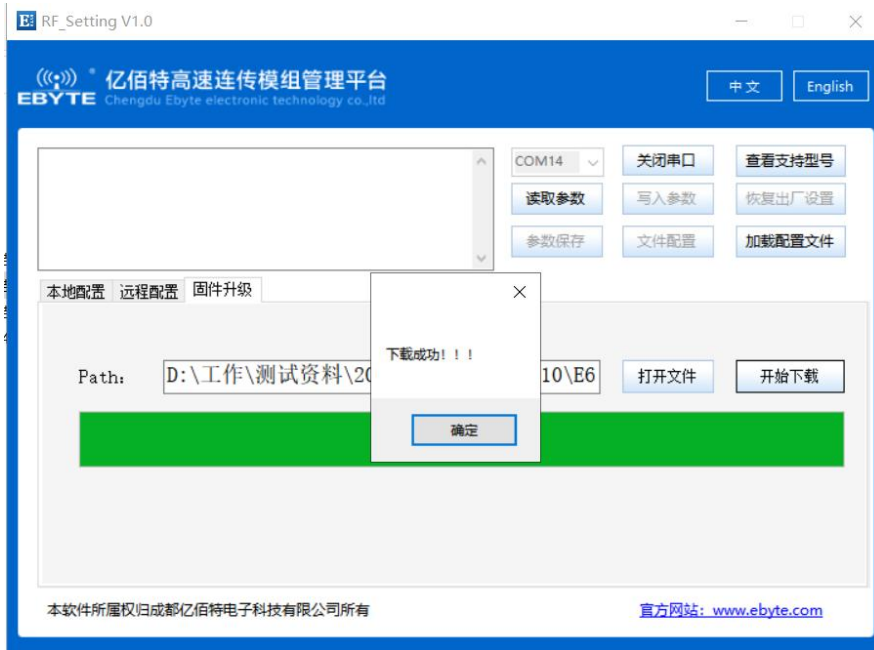 RF_Setting V1.0
EBYTE
亿佰特高速连传模组管理平台
Chengdu Ebyte electronic technology co.,ltd
中文
English
COM14
关闭串口
查看支持型号
读取参数
写入参数
恢复出厂设置
参数保存
文件配置
加载配置文件
本地配置 远程配置 固件升级
下载成功！！！
Path:
D:\工作\测试资料\20
10\E6
打开文件
开始下载
确定
本软件所属权归成都亿佰特电子科技有限公司所有
官方网站：www.ebyte.com